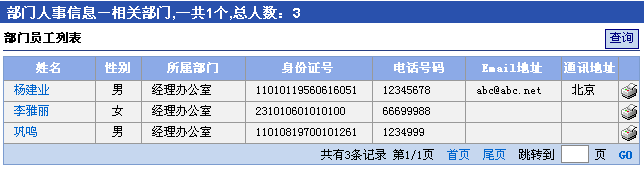 部门人事信息－相关部门,一共1个,总人数：3
部门员工列表 查询
姓名 性别 所属部门 身份证号 电话号码 Email地址 通讯地址
杨建业 男 经理办公室 11010119560616051 12345678 abc@abc.net 北京
李雅丽 女 经理办公室 231010601010100 66699988
巩鸣 男 经理办公室 11010819700101261 1234999
共有3条记录 第1/1页 首页 尾页 跳转到 页 GO